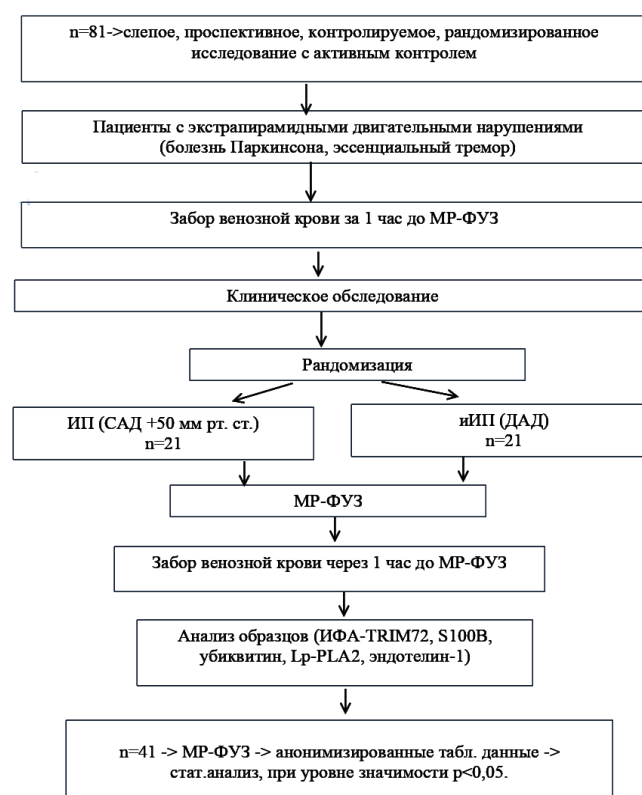 n=81->слепое, проспективное, контролируемое, рандомизированное
исследование с активным контролем
Пациенты с экстрапирамидными двигательными нарушениями
(болезнь Паркинсона, эссенциальный тремор)
Забор венозной крови за 1 час до МР-ФУЗ
Клиническое обследование
Рандомизация
ИП (САД +50 мм рт. ст.)
n=21
иИП (ДАД)
n=21
МР-ФУЗ
Забор венозной крови через 1 час до МР-ФУЗ
Анализ образцов (ИФА-TRIM72, S100B,
убиквитин, Lp-PLA2, эндотелин-1)
n=41 -> МР-ФУЗ -> анонимизированные табл. данные ->
стат.анализ, при уровне значимости p<0,05.